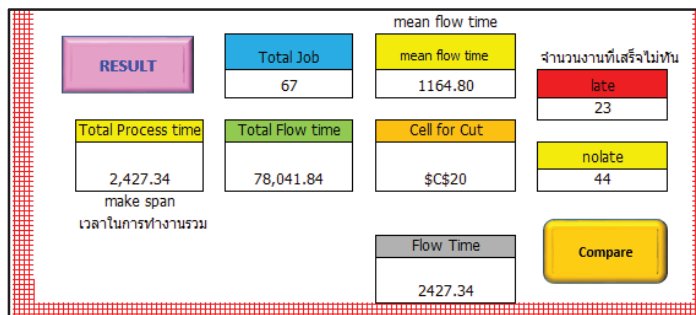 mean flow time
RESULT
Total Job
67
mean flow time
1164.80
จำนวนงานที่เสร็จไม่ทัน
late
23
Total Process time
2,427.34
make span
เวลาในการทำงานรวม
Total Flow time
78,041.84
Cell for Cut
$C$20
nolate
44
Flow Time
2427.34
Compare